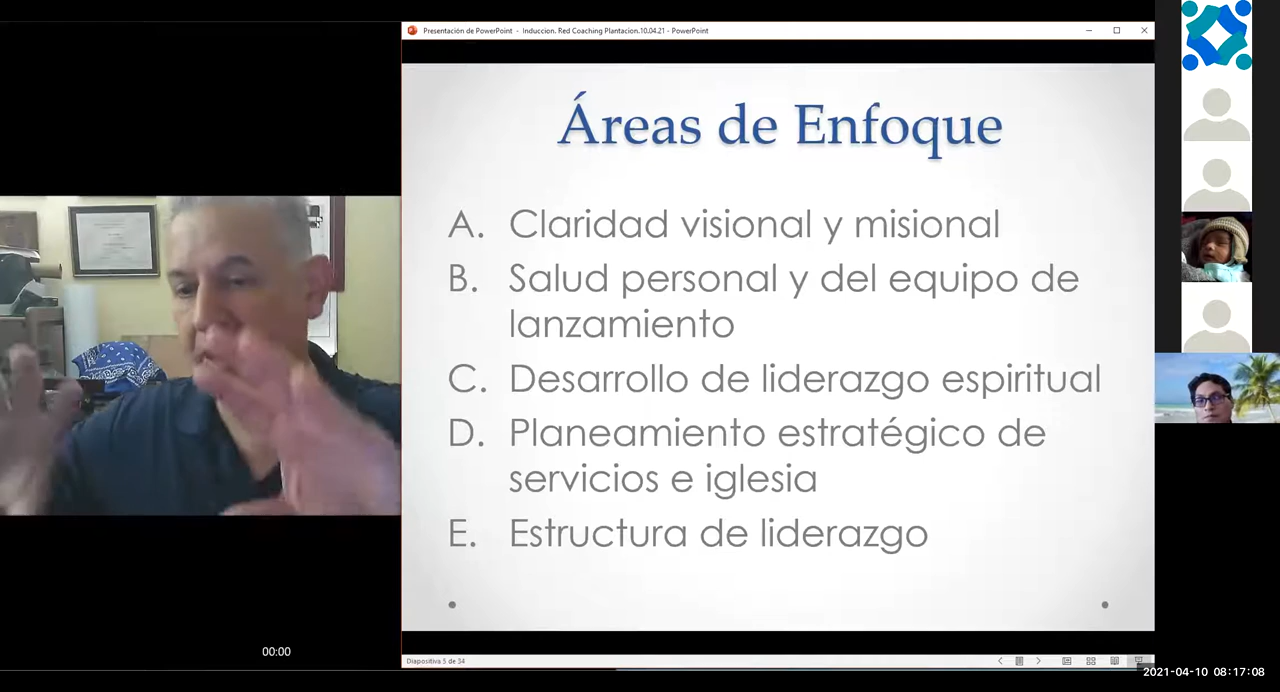 Presentación de PowerPoint - Induccion. Red Coaching Plantacion.10.04.21 - PowerPoint
Áreas de Enfoque
A. Claridad visional y misional
B. Salud personal y del equipo de
lanzamiento
C. Desarrollo de liderazgo espiritual
D. Planeamiento estratégico de
servicios e iglesia
E. Estructura de liderazgo
00:00
Diapositiva 5 de 34
2021-04-10 08:17:08